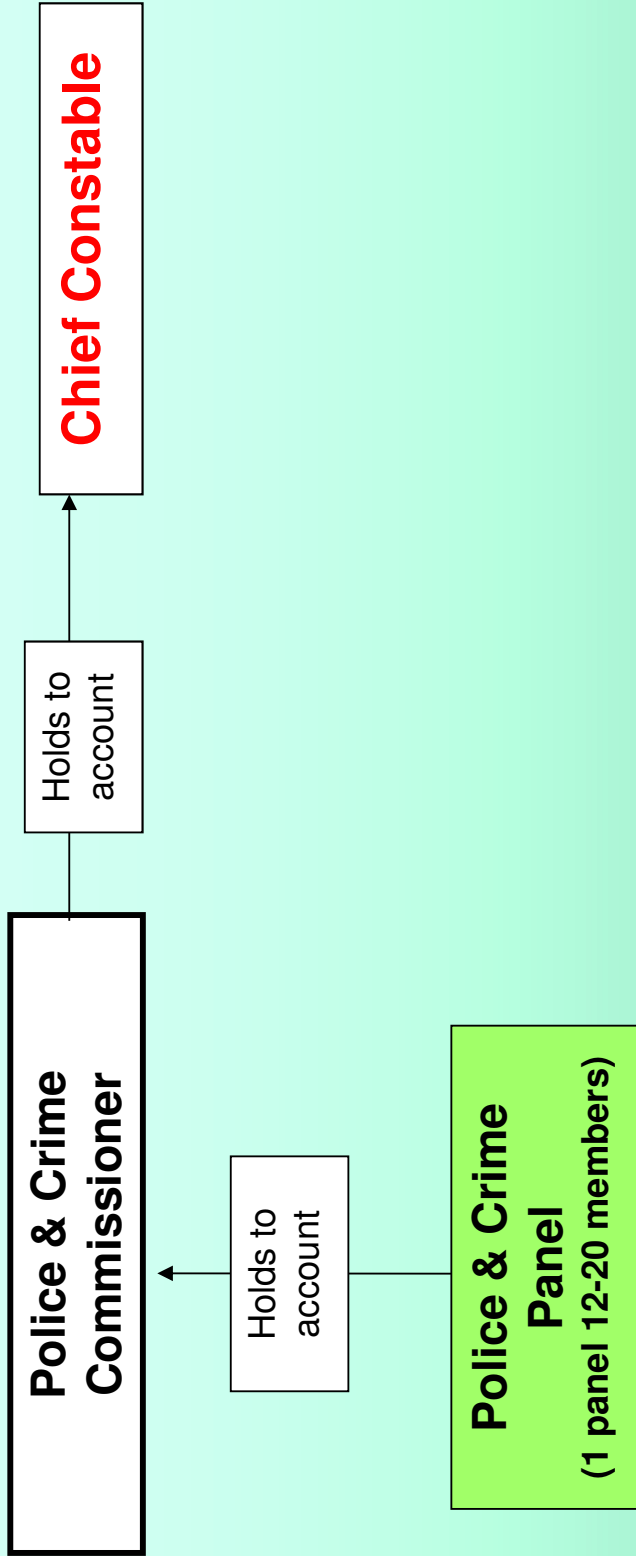 Police & Crime
Commissioner
Holds to
account
Chief Constable
Holds to
account
Police & Crime
Panel
(1 panel 12-20 members)